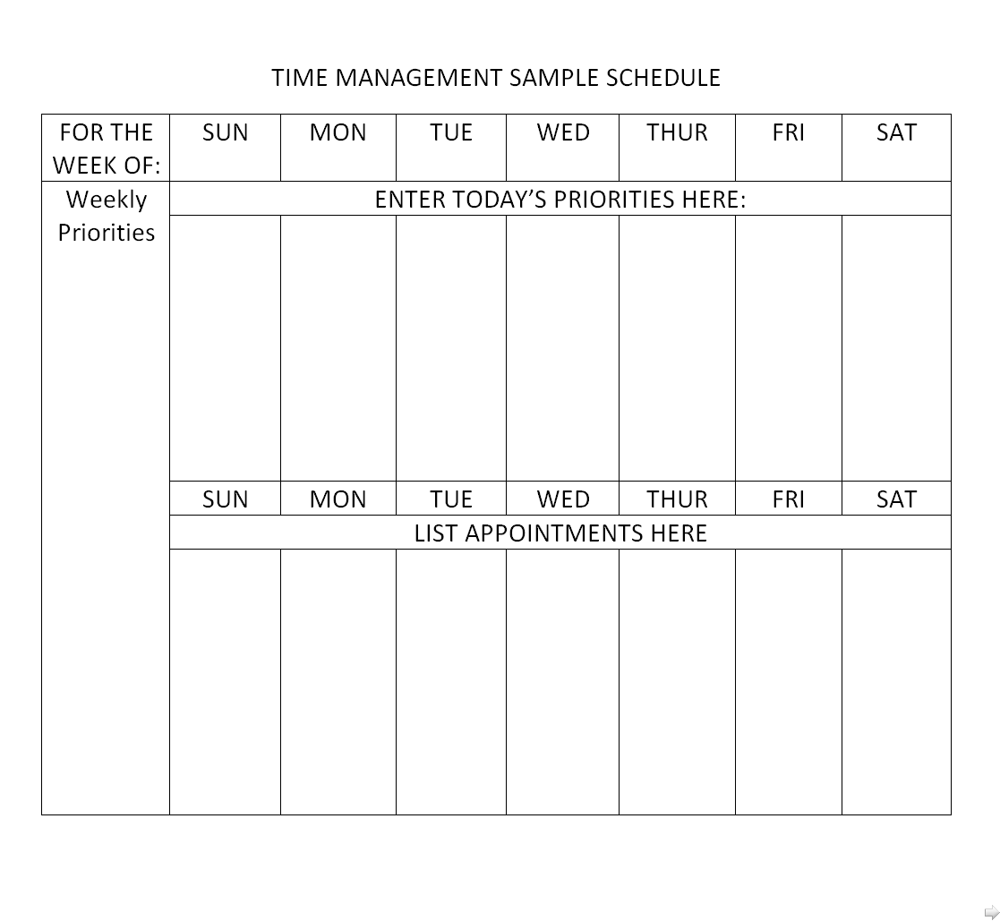 TIME MANAGEMENT SAMPLE SCHEDULE
FOR THE SUN MON TUE WED THUR FRI SAT
WEEK OF:
Weekly ENTER TODAY’S PRIORITIES HERE:
Priorities
SUN MON TUE WED THUR FRI SAT
LIST APPOINTMENTS HERE